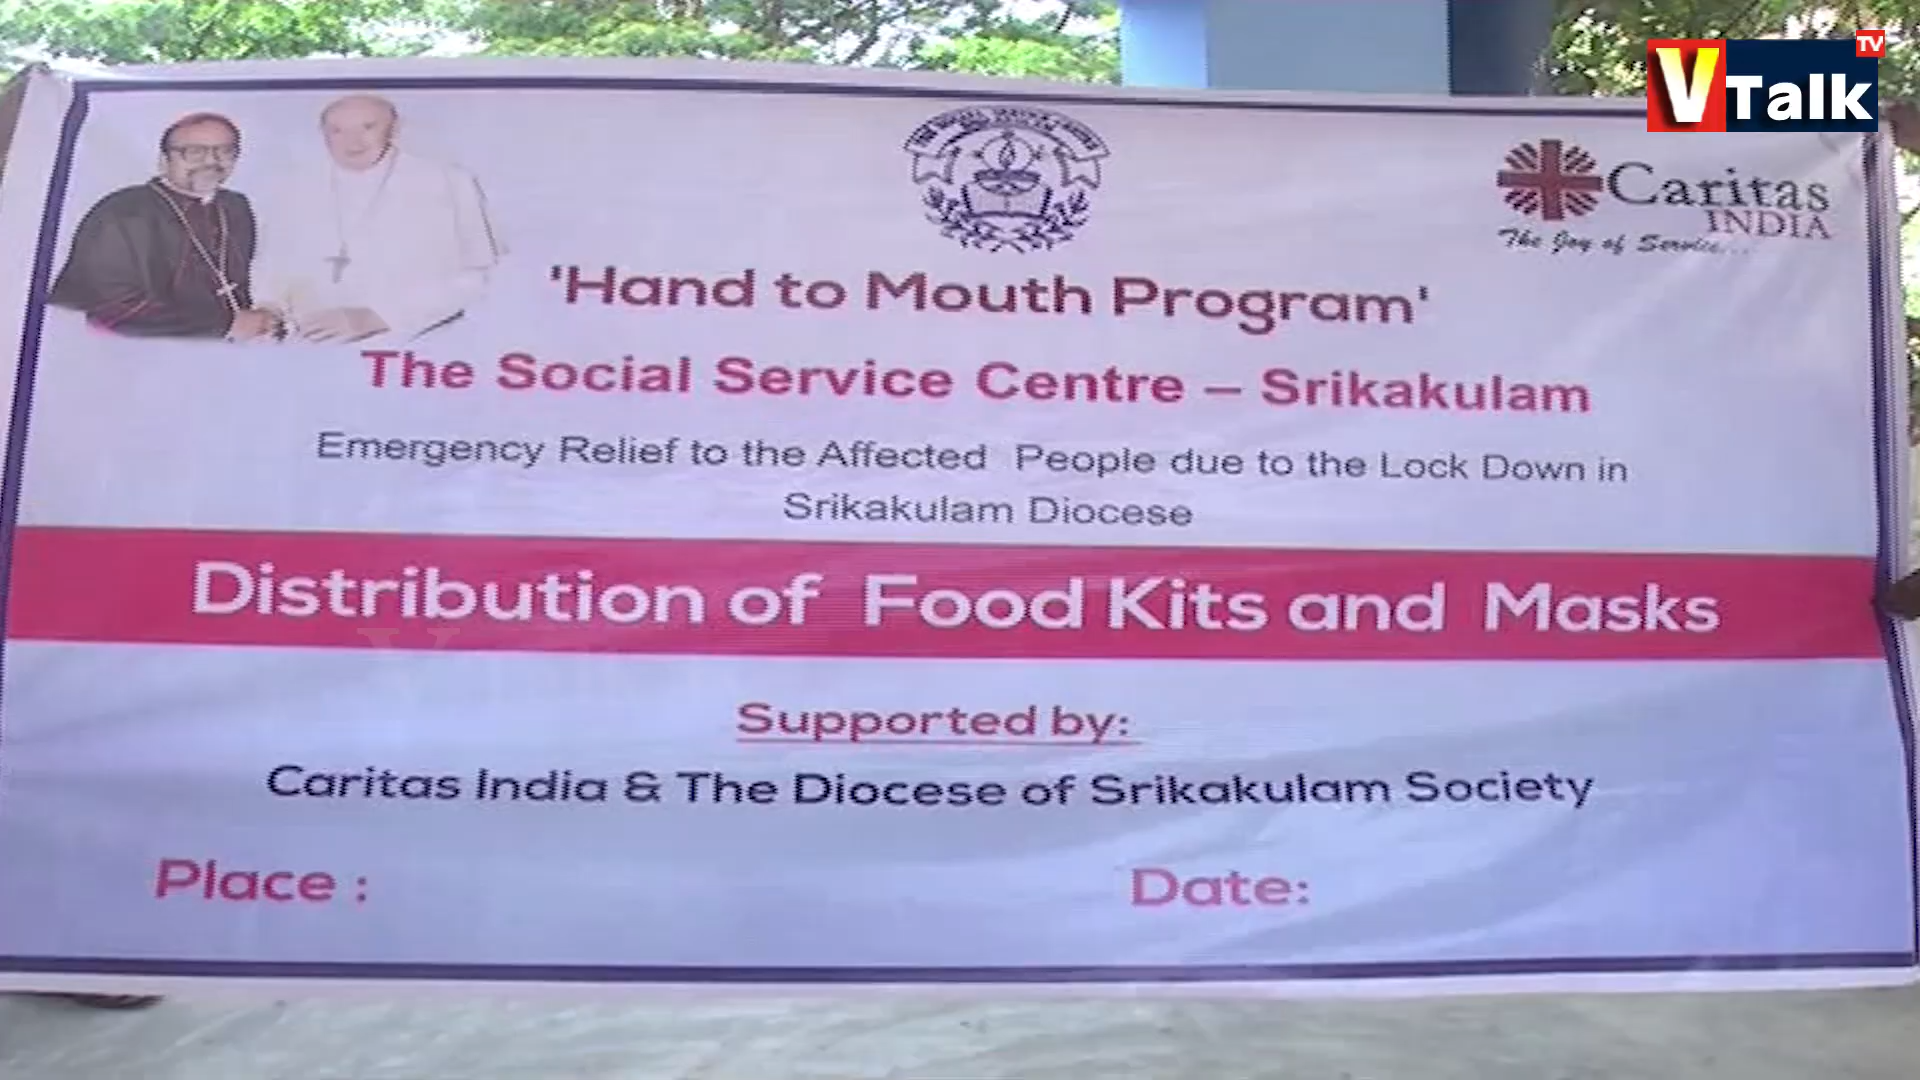 V Talk TV
Caritas
INDIA
The Joy of Service...
'Hand to Mouth Program'
The Social Service Centre – Srikakulam
Emergency Relief to the Affected People due to the Lock Down in
Srikakulam Diocese
Distribution of Food Kits and Masks
Supported by:
Caritas India & The Diocese of Srikakulam Society
Place :
Date: